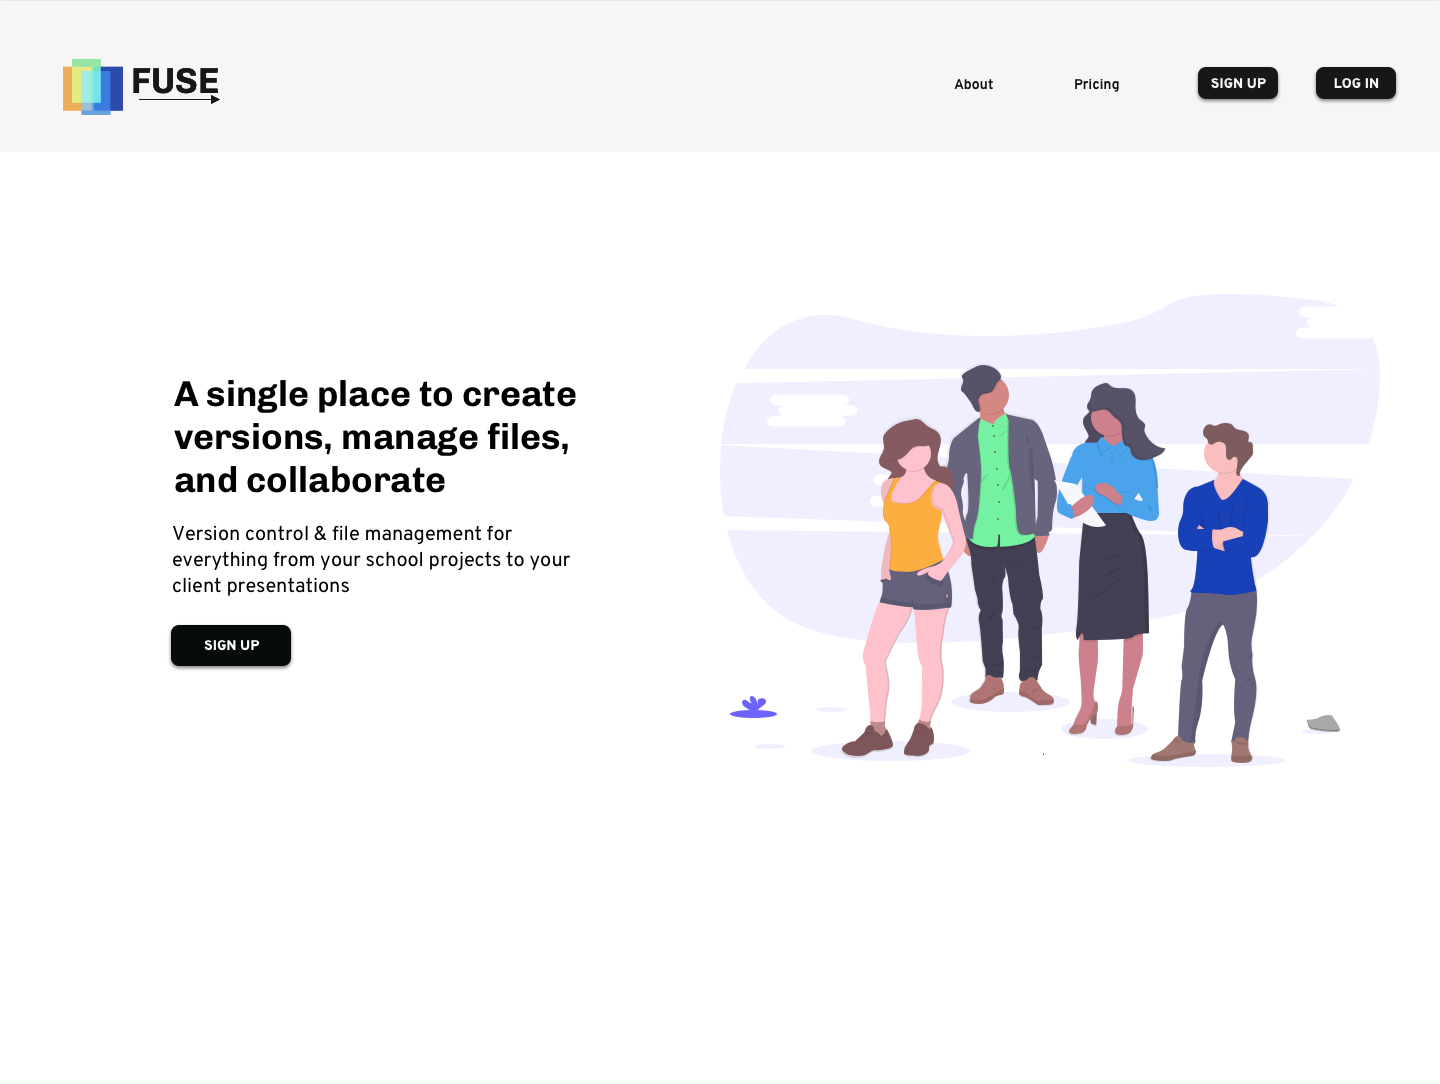 FUSE
About
Pricing
SIGN UP
LOG IN
A single place to create
versions, manage files,
and collaborate
Version control & file management for
everything from your school projects to your
client presentations
SIGN UP